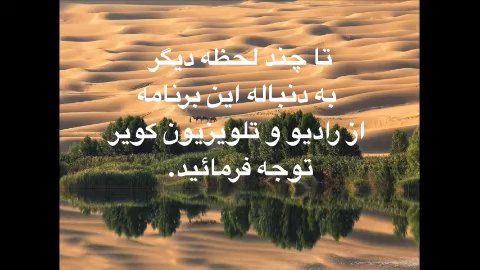 تا چند لحظه دیگر
به دنباله این برنامه
از رادیو و تلویزیون کویر
توجه فرمائید.